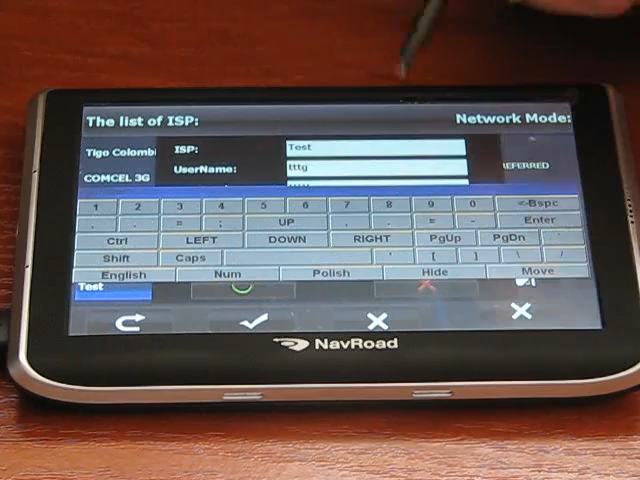 The list of ISP: Network Mode:
Tigo Colombi ISP: Test
UserName: tttg EFERRED
COMCEL 3G
1 2 3 4 5 6 7 8 9 0 <-Bspc
. . = ; UP , . = - Enter
Ctrl LEFT DOWN RIGHT PgUp PgDn `
Shift Caps ' [ ] \ /
English Num Polish Hide Move
Test
NavRoad